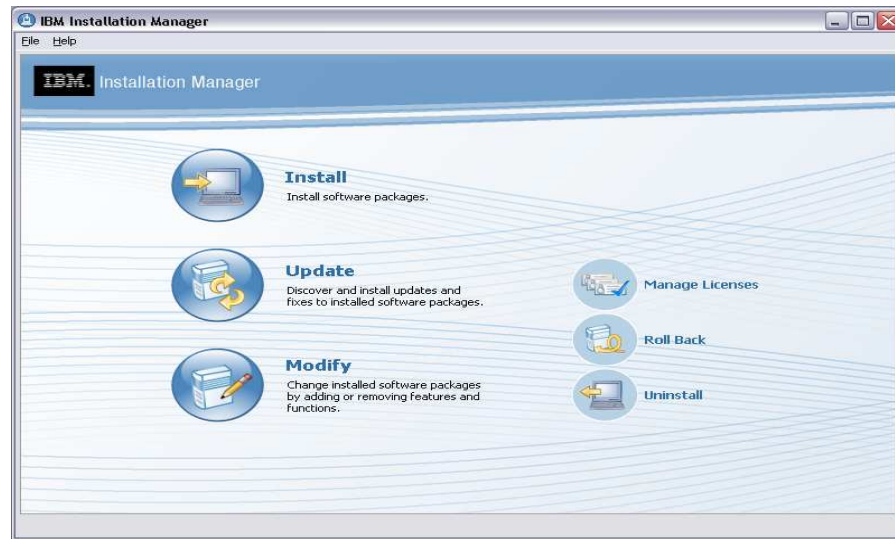 IBM Installation Manager
File Help
IBM. Installation Manager
Install
Install software packages.
Update
Discover and install updates and
fixes to installed software packages.
Modify
Change installed software packages
by adding or removing features and
functions.
Manage Licenses
Roll Back
Uninstall